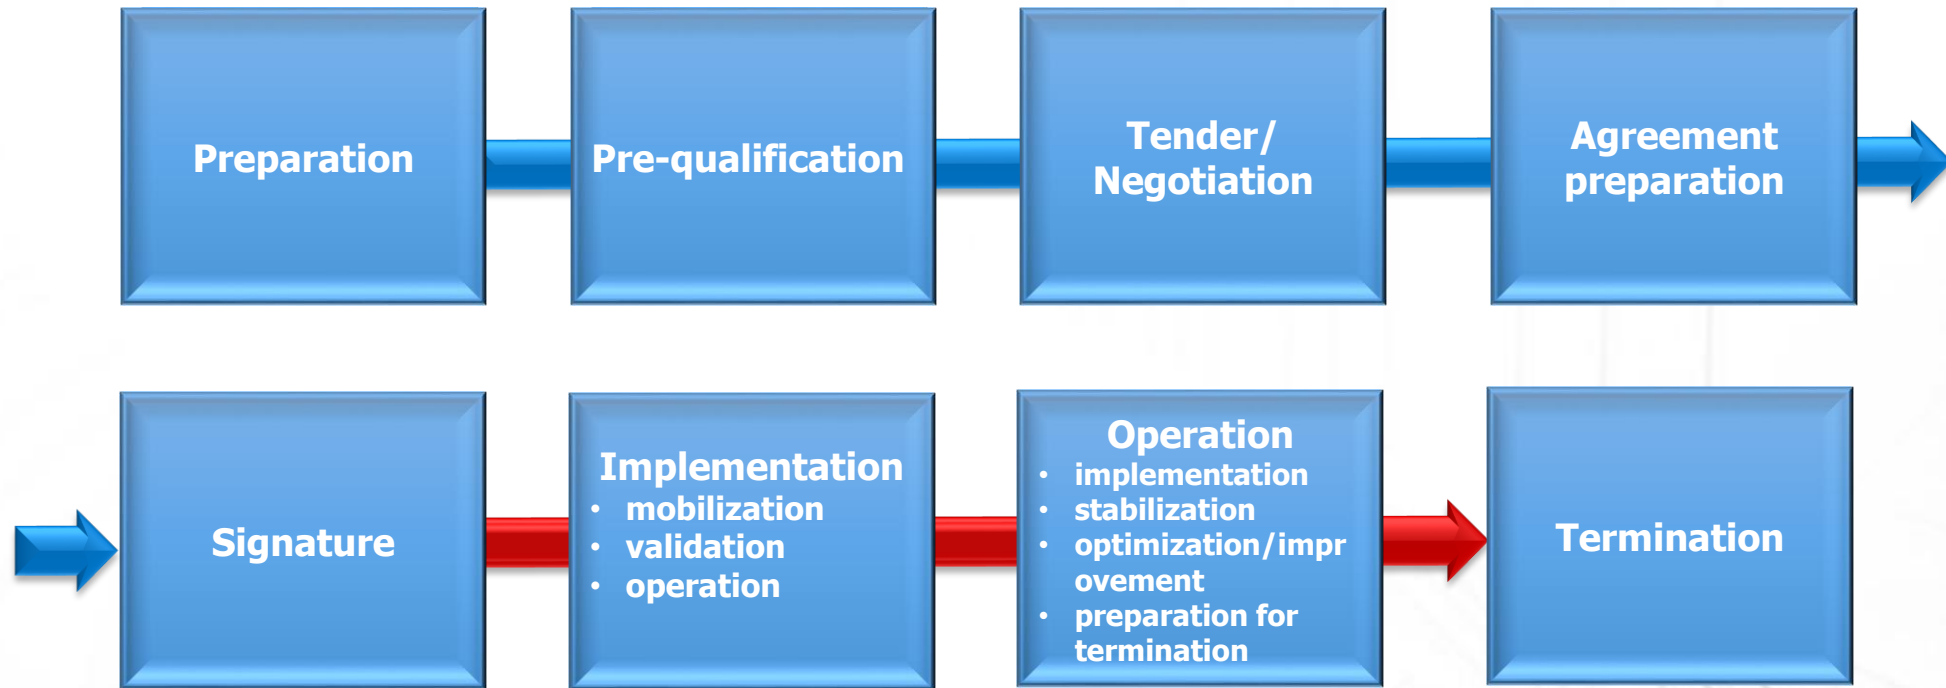 Preparation
Pre-qualification
Tender/
Negotiation
Agreement
preparation
Signature
Implementation
• mobilization
• validation
• operation
Operation
• implementation
• stabilization
• optimization/impr
ovement
• preparation for
termination
Termination